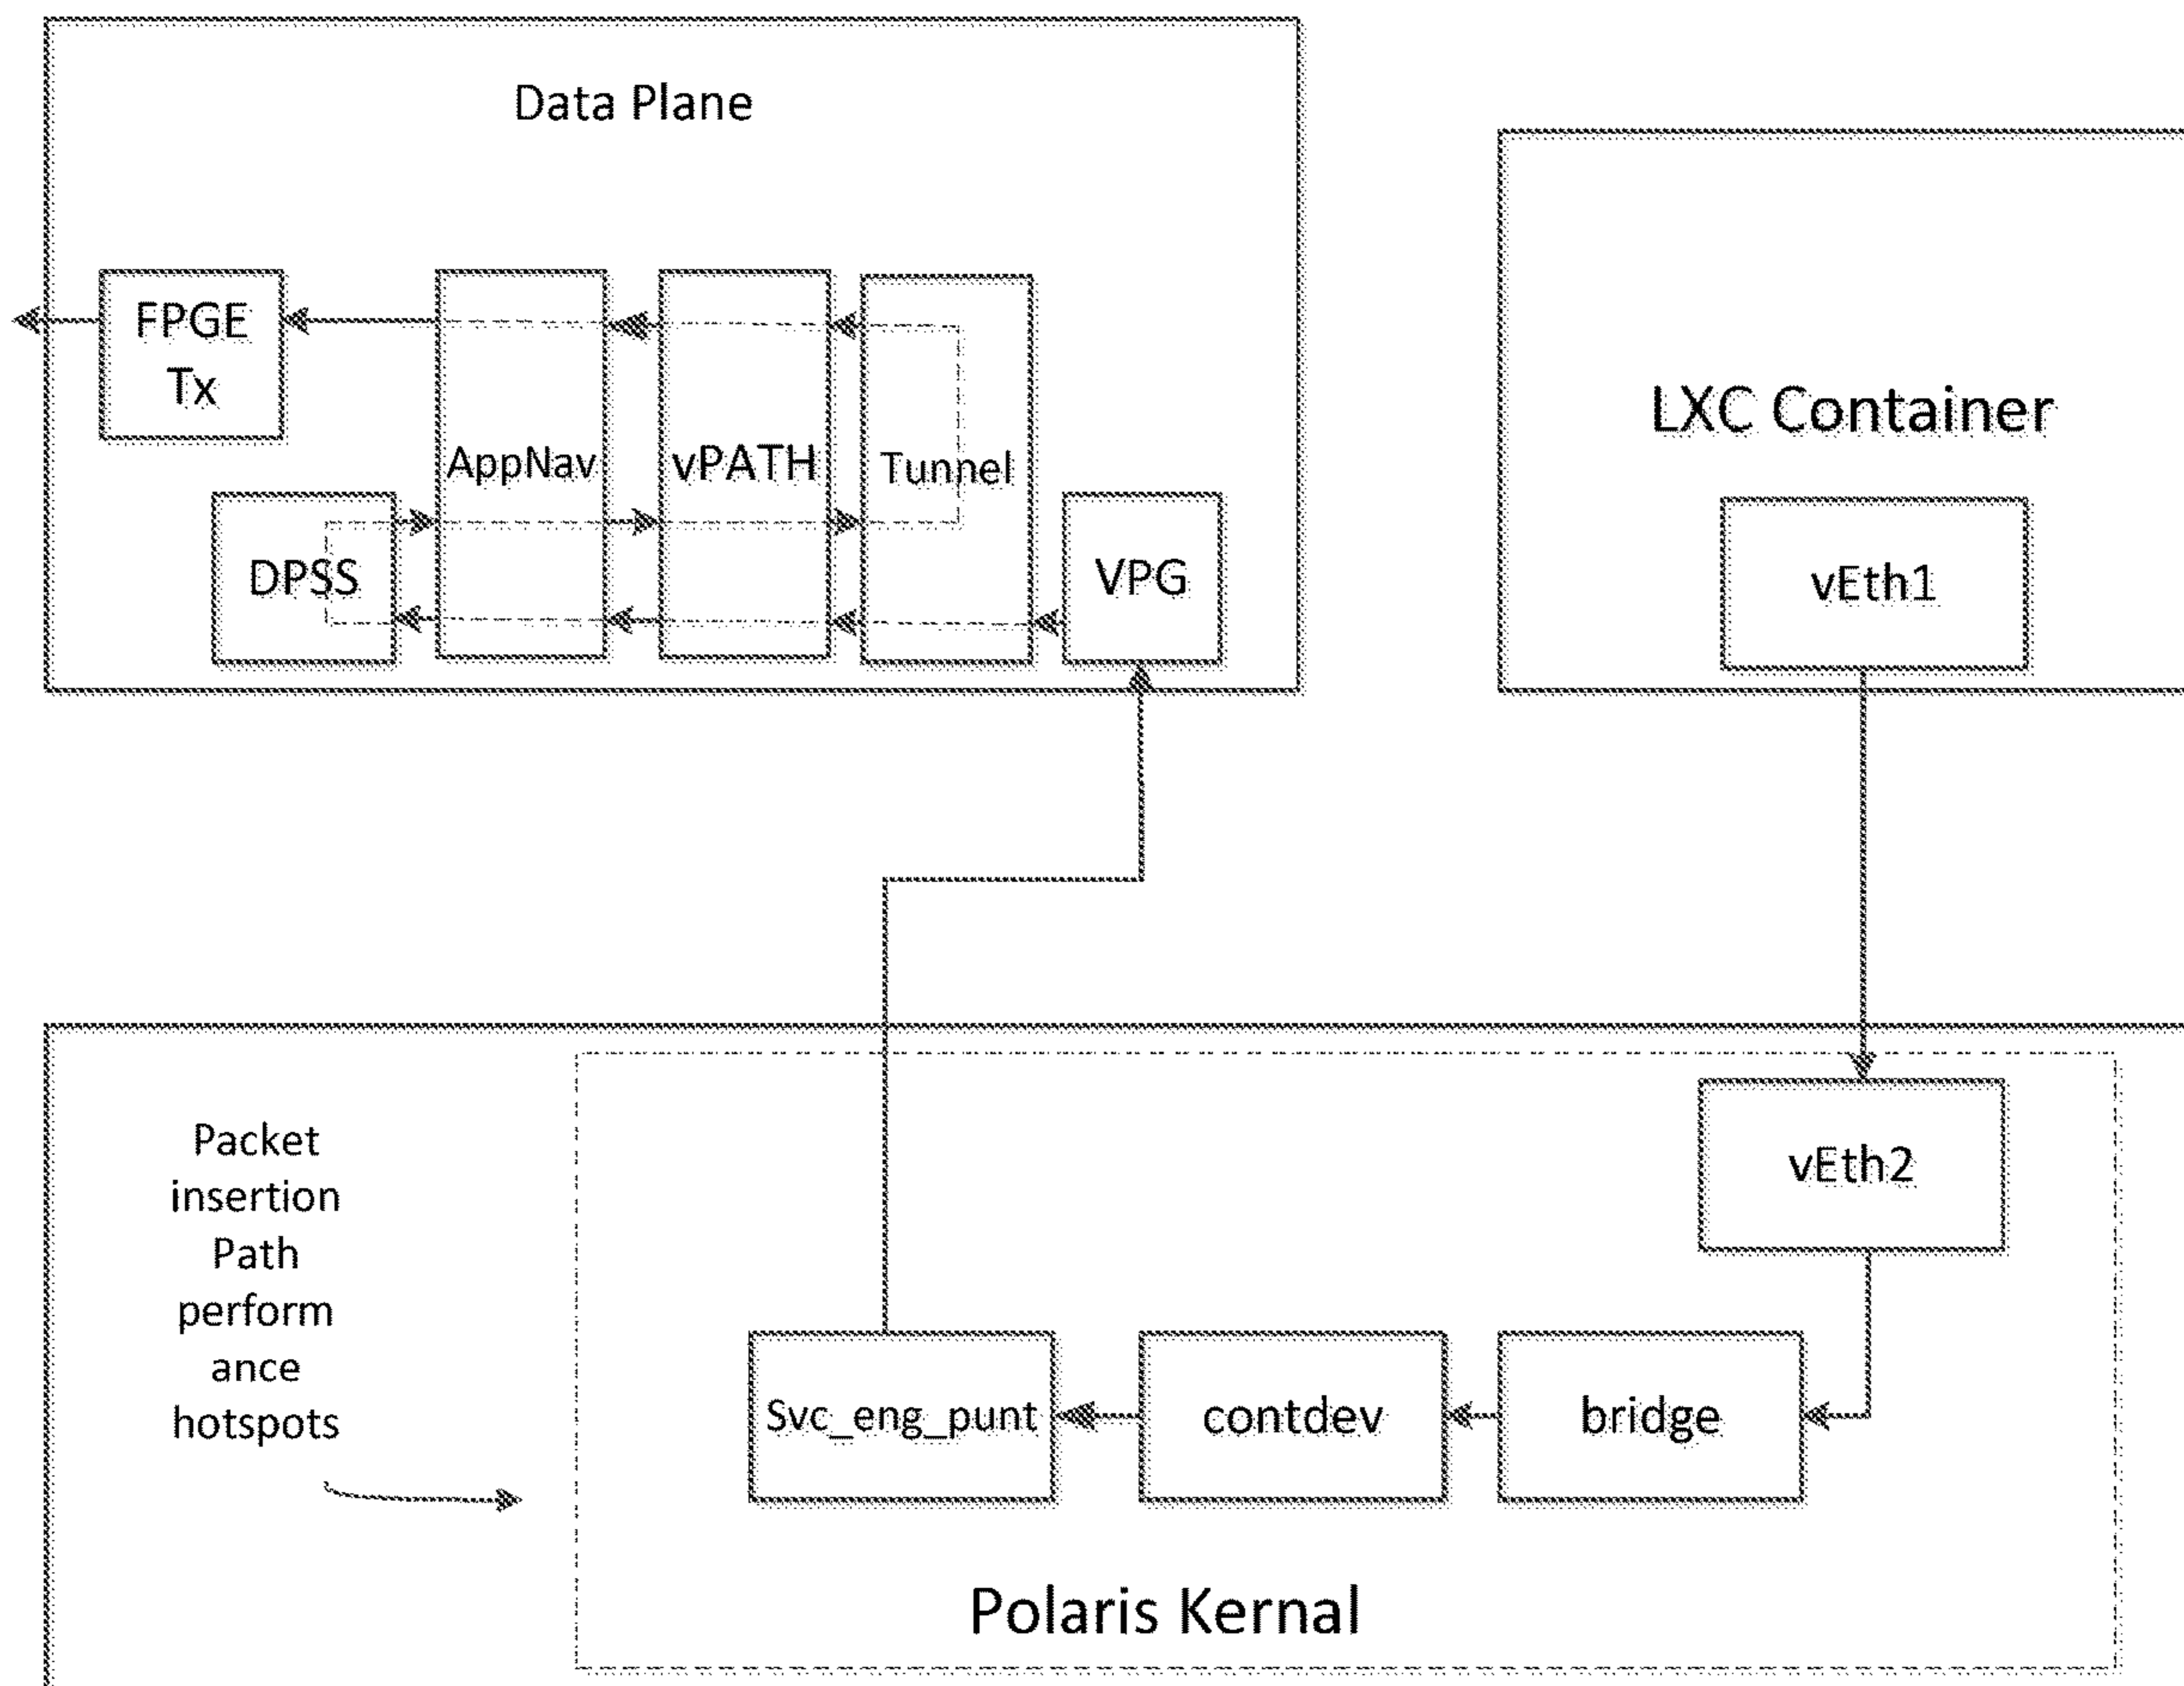 Data Plane
FPGE
Tx
AppNav
vPATH
Tunnel
DPSS
VPG
LXC Container
vEth1
Packet
insertion
Path
perform
ance
hotspots
vEth2
Svc_eng_punt
contdev
bridge
Polaris Kernal